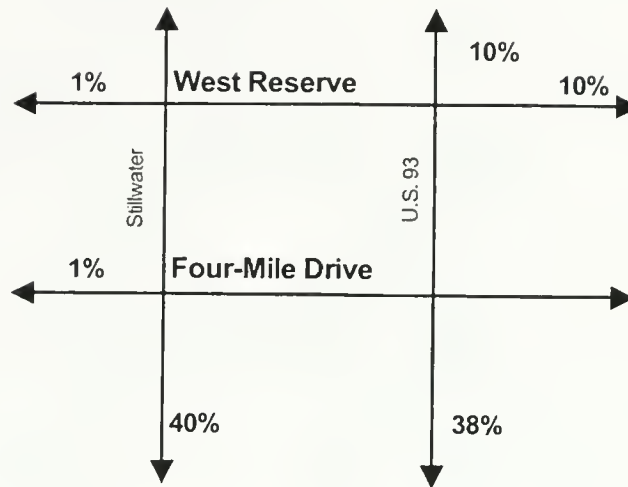 10%
1%
West Reserve
10%
Stillwater
U.S. 93
1%
Four-Mile Drive
40%
38%